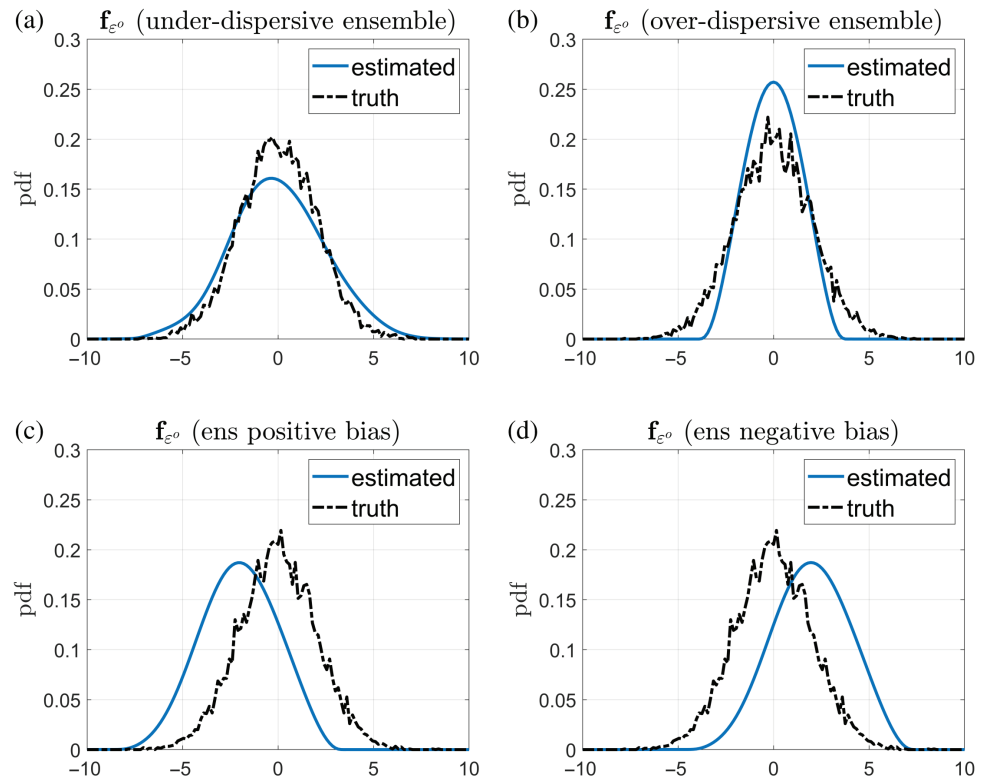 (a) f_εᵒ (under-dispersive ensemble)
0.3
0.25
0.2
0.15
0.1
0.05
0
pdf
estimated
truth
−10 −5 0 5 10
(b) f_εᵒ (over-dispersive ensemble)
0.3
0.25
0.2
0.15
0.1
0.05
0
pdf
estimated
truth
−10 −5 0 5 10
(c) f_εᵒ (ens positive bias)
0.3
0.25
0.2
0.15
0.1
0.05
0
pdf
estimated
truth
−10 −5 0 5 10
(d) f_εᵒ (ens negative bias)
0.3
0.25
0.2
0.15
0.1
0.05
0
pdf
estimated
truth
−10 −5 0 5 10